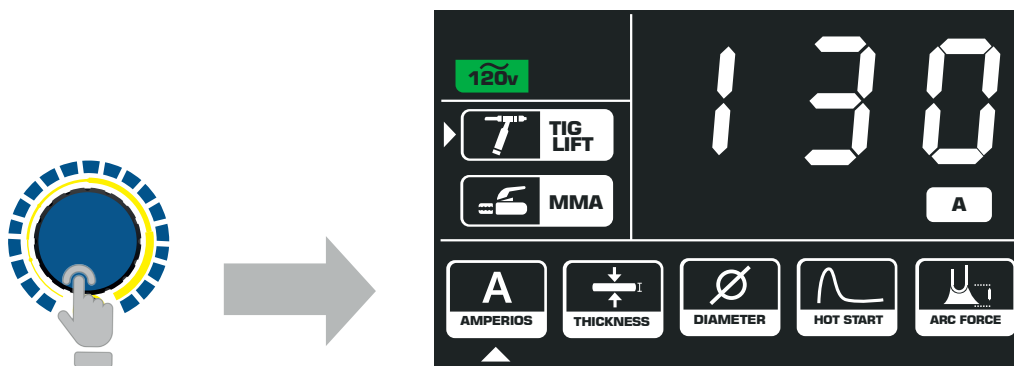 130
120v
TIG
LIFT
MMA
A
A
AMPERIOS
THICKNESS
DIAMETER
HOT START
ARC FORCE